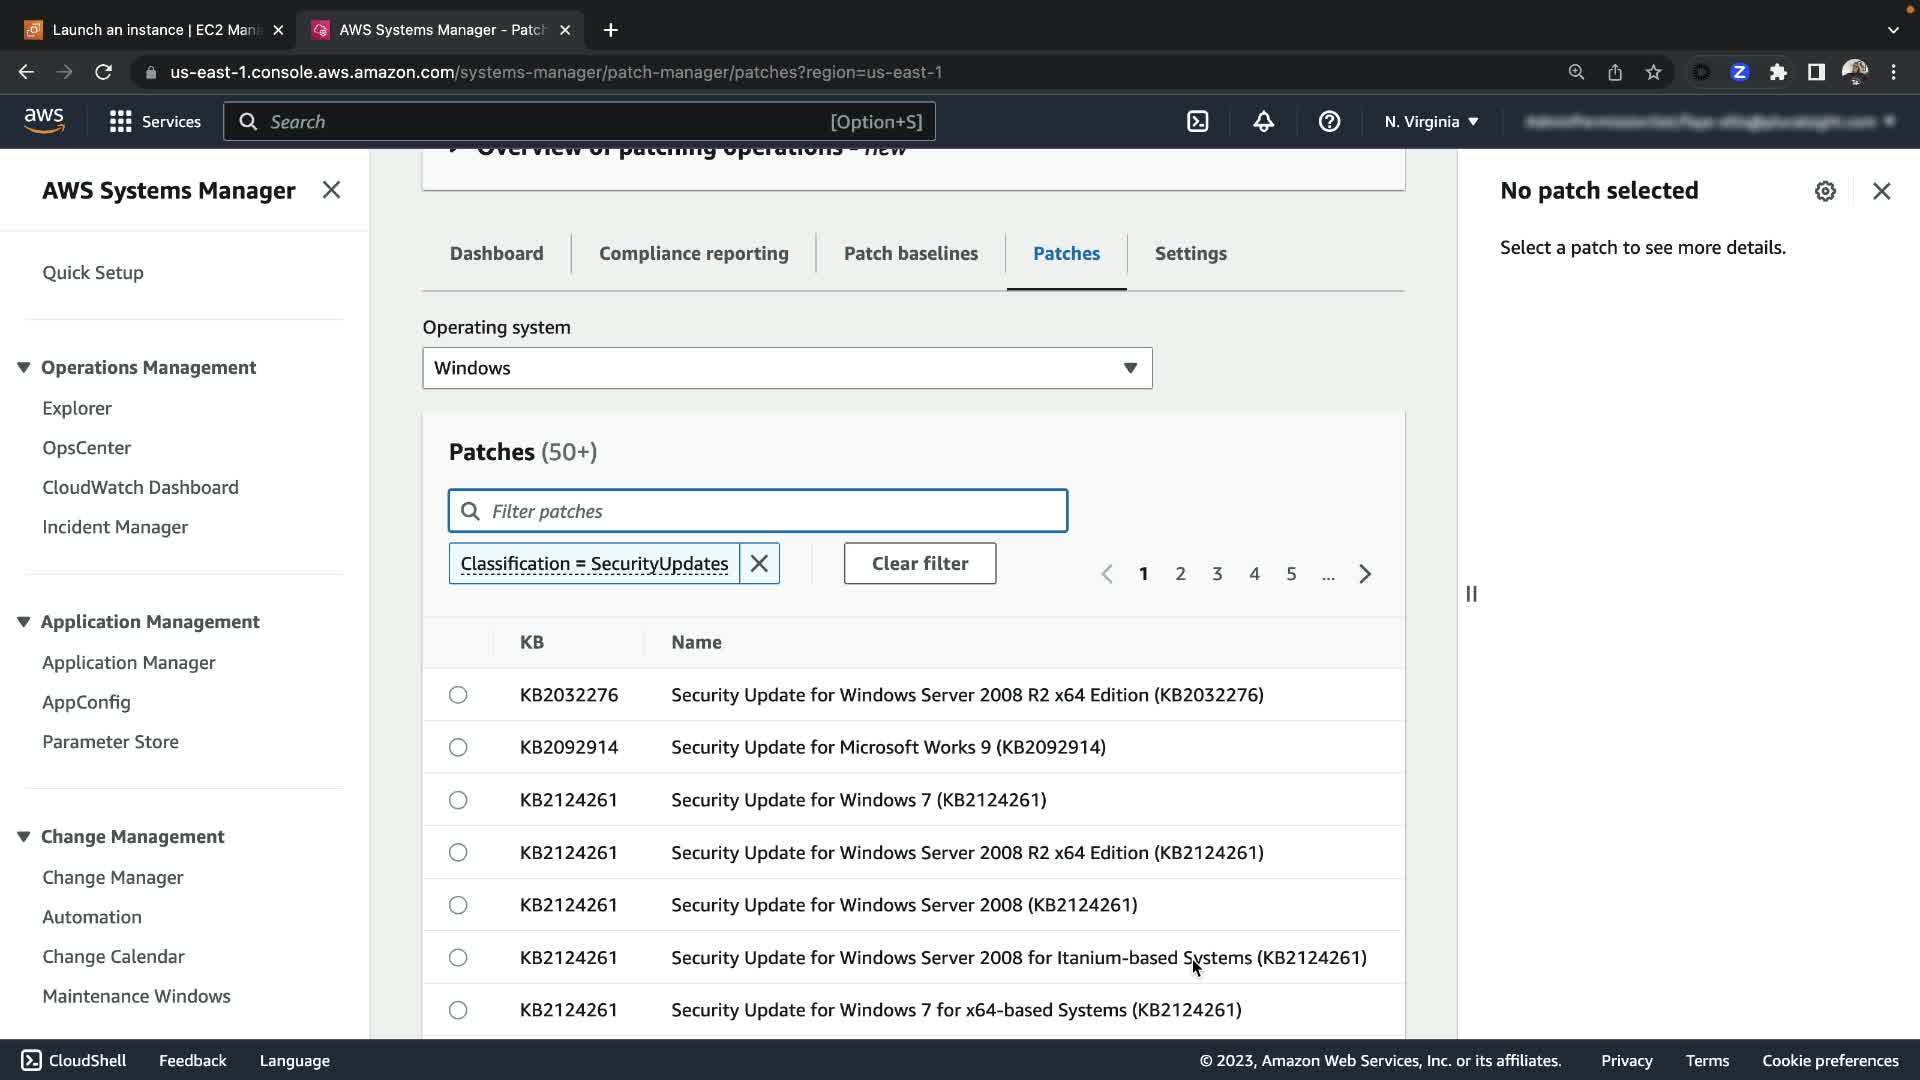 Launch an instance | EC2 Man
AWS Systems Manager - Patch
us-east-1.console.aws.amazon.com/systems-manager/patch-manager/patches?region=us-east-1
aws
Services
Search
[Option+S]
N. Virginia
Overview of patching operations - new
AWS Systems Manager
Quick Setup
Operations Management
Explorer
OpsCenter
CloudWatch Dashboard
Incident Manager
Application Management
Application Manager
AppConfig
Parameter Store
Change Management
Change Manager
Automation
Change Calendar
Maintenance Windows
Dashboard
Compliance reporting
Patch baselines
Patches
Settings
Operating system
Windows
Patches (50+)
Filter patches
Classification = SecurityUpdates
Clear filter
1 2 3 4 5 ...
KB Name
KB2032276 Security Update for Windows Server 2008 R2 x64 Edition (KB2032276)
KB2092914 Security Update for Microsoft Works 9 (KB2092914)
KB2124261 Security Update for Windows 7 (KB2124261)
KB2124261 Security Update for Windows Server 2008 R2 x64 Edition (KB2124261)
KB2124261 Security Update for Windows Server 2008 (KB2124261)
KB2124261 Security Update for Windows Server 2008 for Itanium-based Systems (KB2124261)
KB2124261 Security Update for Windows 7 for x64-based Systems (KB2124261)
No patch selected
Select a patch to see more details.
CloudShell
Feedback
Language
© 2023, Amazon Web Services, Inc. or its affiliates.
Privacy
Terms
Cookie preferences